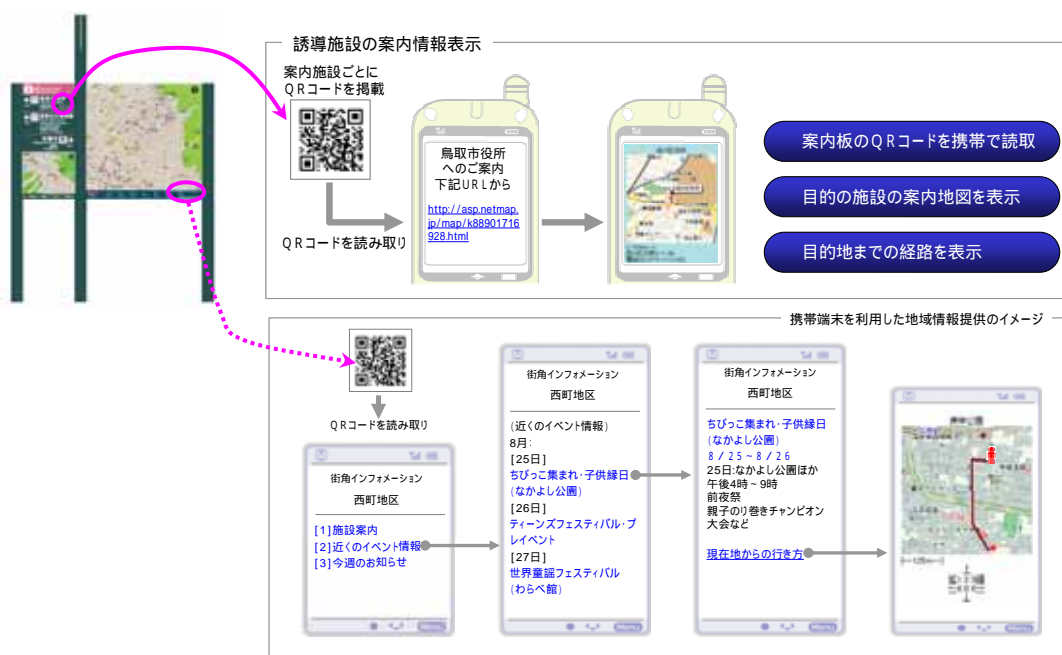 誘導施設の案内情報表示
案内施設ごとに
QRコードを掲載
QRコードを読み取り
鳥取市役所
へのご案内
下記URLから
http://asp.netmap.
jp/map/k88901716
928.html
案内板のQRコードを携帯で読取
目的の施設の案内地図を表示
目的地までの経路を表示
携帯端末を利用した地域情報提供のイメージ
QRコードを読み取り
街角インフォメーション
西町地区
[1]施設案内
[2]近くのイベント情報
[3]今週のお知らせ
Menu
街角インフォメーション
西町地区
(近くのイベント情報)
8月:
[25日]
ちびっこ集まれ・子供縁日
(なかよし公園)
[26日]
ティーンズフェスティバル・プ
レイベント
[27日]
世界童謡フェスティバル
(わらべ館)
Menu
街角インフォメーション
西町地区
ちびっこ集まれ・子供縁日
(なかよし公園)
8/25~8/26
25日:なかよし公園ほか
午後4時~9時
前夜祭
親子のり巻きチャンピオン
大会など
現在地からの行き方
Menu
Menu